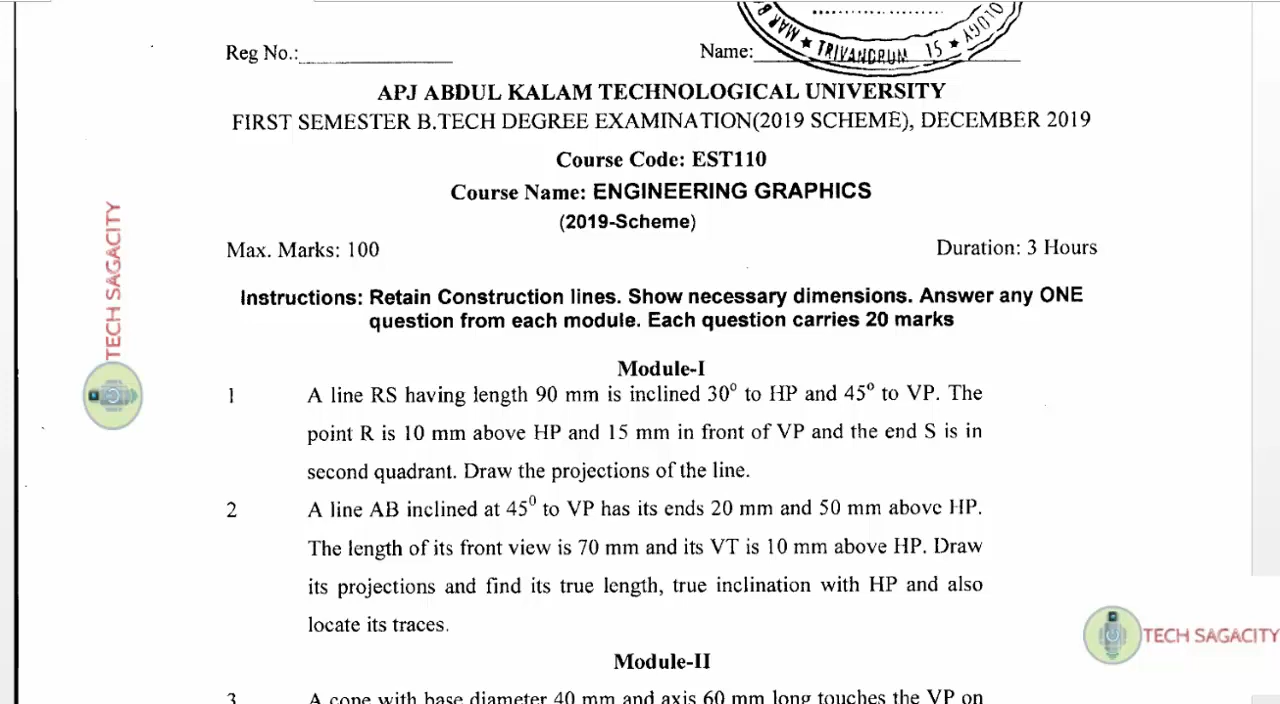 MAR B
★ TRIVANDRUM 15 ★
Reg No.:
Name:
APJ ABDUL KALAM TECHNOLOGICAL UNIVERSITY
FIRST SEMESTER B.TECH DEGREE EXAMINATION(2019 SCHEME), DECEMBER 2019
Course Code: EST110
Course Name: ENGINEERING GRAPHICS
(2019-Scheme)
Max. Marks: 100
Duration: 3 Hours
Instructions: Retain Construction lines. Show necessary dimensions. Answer any ONE
question from each module. Each question carries 20 marks
TECH SAGACITY
Module-I
1 A line RS having length 90 mm is inclined 30⁰ to HP and 45⁰ to VP. The
point R is 10 mm above HP and 15 mm in front of VP and the end S is in
second quadrant. Draw the projections of the line.
2 A line AB inclined at 45⁰ to VP has its ends 20 mm and 50 mm above HP.
The length of its front view is 70 mm and its VT is 10 mm above HP. Draw
its projections and find its true length, true inclination with HP and also
locate its traces.
TECH SAGACITY
Module-II
3 A cone with base diameter 40 mm and axis 60 mm long touches the VP on